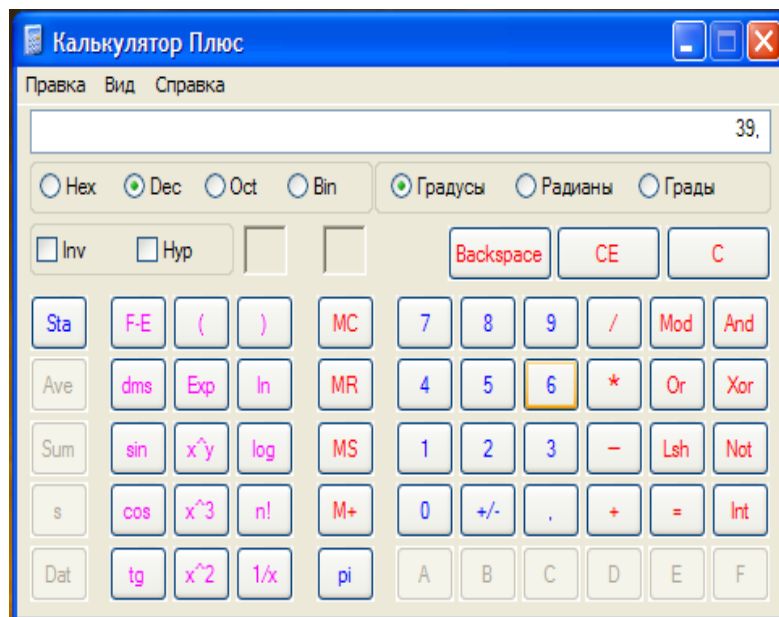 Калькулятор Плюс
Правка Вид Справка
39,
Hex Dec Oct Bin Градусы Радианы Грады
Inv Hyp Backspace CE C
Sta F-E ( ) MC 7 8 9 / Mod And
Ave dms Exp ln MR 4 5 6 * Or Xor
Sum sin x^y log MS 1 2 3 − Lsh Not
s cos x^3 n! M+ 0 +/- , + = Int
Dat tg x^2 1/x pi A B C D E F